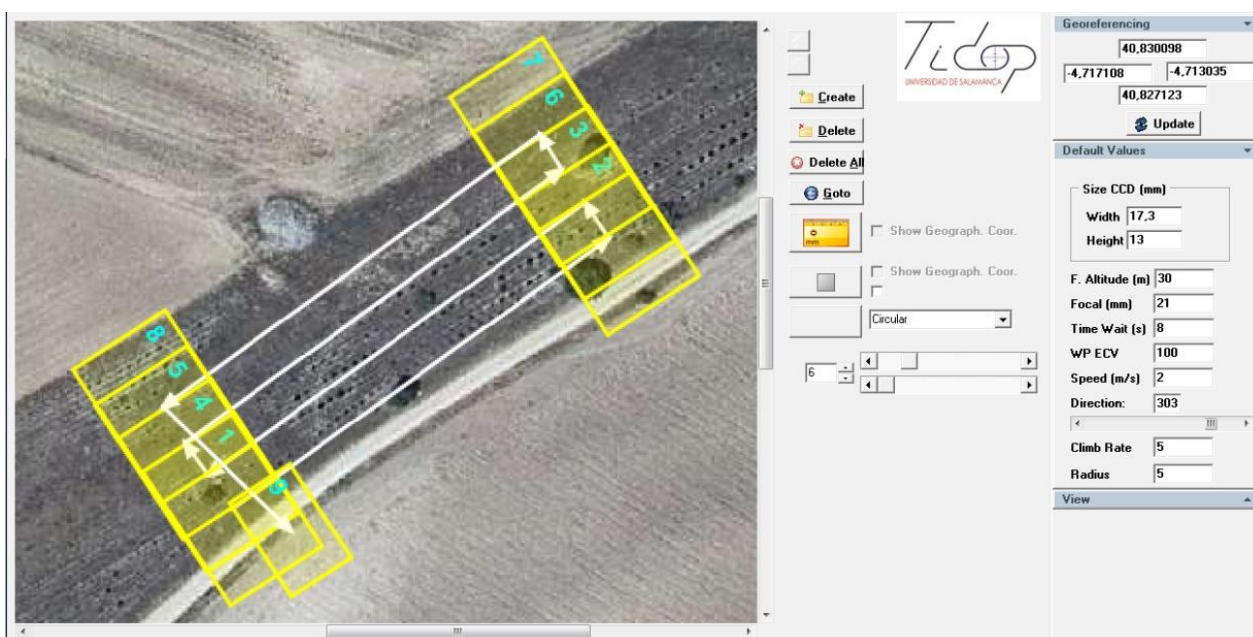 7
6
3
2
8
5
4
1
9
Tidop
UNIVERSIDAD DE SALAMANCA
Create
Delete
Delete All
Goto
mm
Show Geograph. Coor.
Show Geograph. Coor.
Circular
6
Georeferencing
40,830098
-4,717108 -4,713035
40,827123
Update
Default Values
Size CCD (mm)
Width 17,3
Height 13
F. Altitude (m) 30
Focal (mm) 21
Time Wait (s) 8
WP ECV 100
Speed (m/s) 2
Direction: 303
Climb Rate 5
Radius 5
View